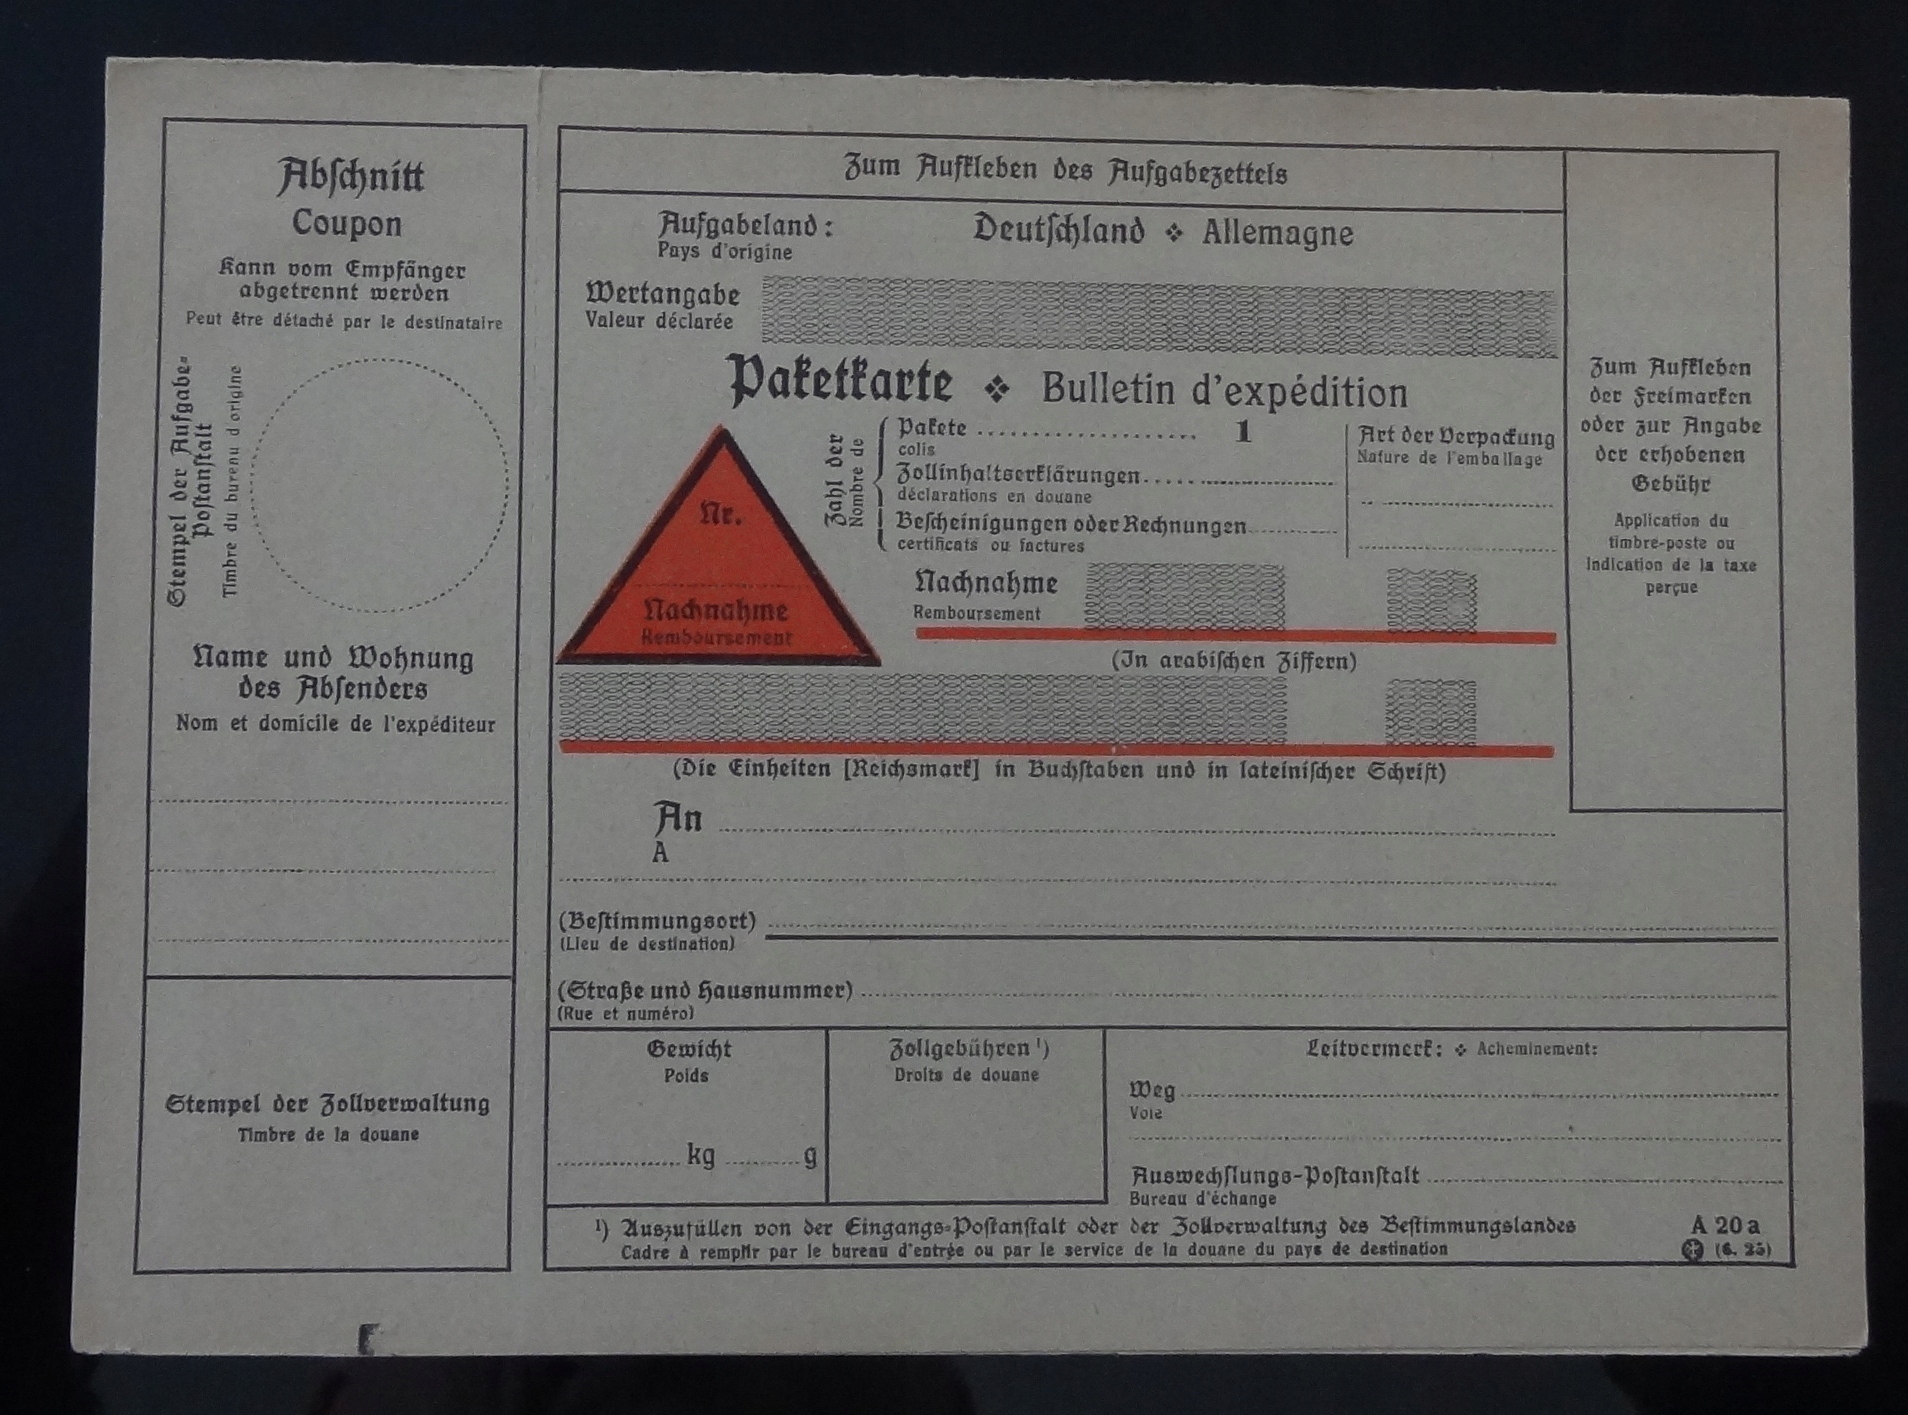 Abschnitt
Coupon
Kann vom Empfänger
abgetrennt werden
Peut être détaché par le destinataire
Stempel der Aufgabe-
Postanstalt
Timbre du bureau d'origine
Name und Wohnung
des Absenders
Nom et domicile de l'expéditeur
Stempel der Zollverwaltung
Timbre de la douane
Zum Aufkleben des Aufgabezettels
Aufgabeland: Deutschland ❖ Allemagne
Pays d'origine
Wertangabe
Valeur déclarée
Paketkarte ❖ Bulletin d'expédition
Nr.
Nachnahme
Remboursement
Zahl der
Nombre de
Pakete .................... 1
colis
Zollinhaltserklärungen
déclarations en douane
Bescheinigungen oder Rechnungen
certificats ou factures
Art der Verpackung
Nature de l'emballage
Nachnahme
Remboursement
(In arabischen Ziffern)
(Die Einheiten [Reichsmark] in Buchstaben und in lateinischer Schrift)
Zum Aufkleben
der Freimarken
oder zur Angabe
der erhobenen
Gebühr
Application du
timbre-poste ou
indication de la taxe
perçue
An
A
(Bestimmungsort)
(Lieu de destination)
(Straße und Hausnummer)
(Rue et numéro)
Gewicht
Poids
kg g
Zollgebühren ¹)
Droits de douane
Leitvermerk: ❖ Acheminement:
Weg
Voie
Auswechslungs-Postanstalt
Bureau d'échange
¹) Auszufüllen von der Eingangs-Postanstalt oder der Zollverwaltung des Bestimmungslandes
Cadre à remplir par le bureau d'entrée ou par le service de la douane du pays de destination
A 20 a
(6. 25)